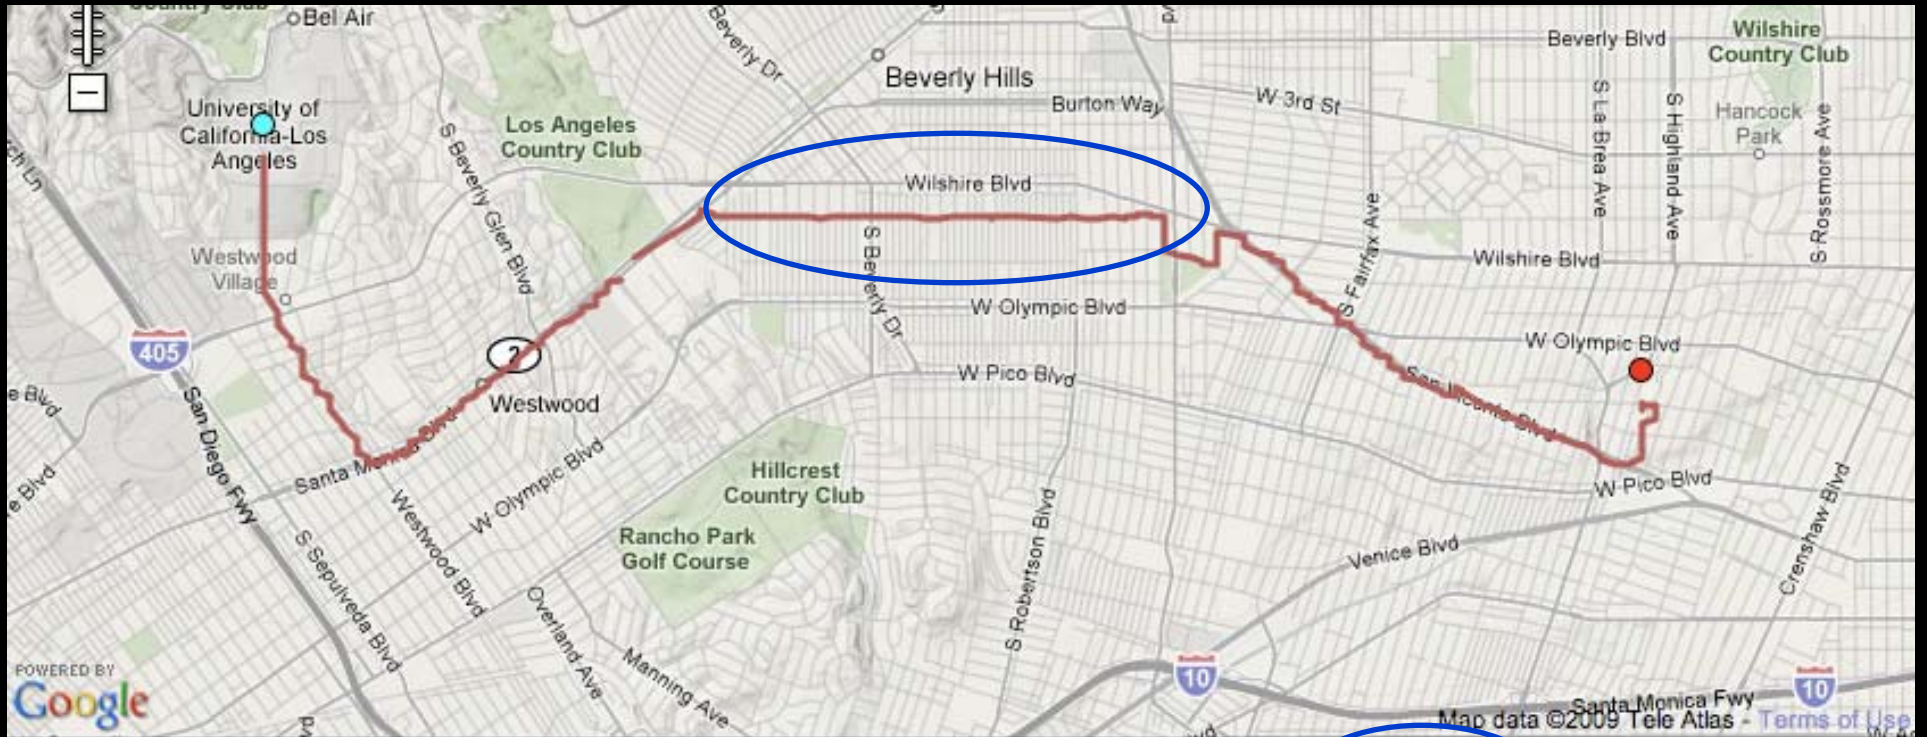 Country Club
Bel Air
University of
California-Los
Angeles
S Beverly Glen Blvd
Los Angeles
Country Club
Beverly Dr
Beverly Hills
Burton Way
W 3rd St
Beverly Blvd
Wilshire
Country Club
S La Brea Ave
S Highland Ave
Hancock
Park
S Rossmore Ave
Wilshire Blvd
Westwood
Village
S Beverly Dr
S Fairfax Ave
Wilshire Blvd
W Olympic Blvd
W Olympic Blvd
405
2
Westwood
W Pico Blvd
San Vicente Blvd
San Diego Fwy
Santa Monica Blvd
W Olympic Blvd
Westwood Blvd
Hillcrest
Country Club
W Pico Blvd
Rancho Park
Golf Course
S Robertson Blvd
Venice Blvd
Crenshaw Blvd
S Sepulveda Blvd
Overland Ave
Manning Ave
10
10
Santa Monica Fwy
POWERED BY
Google
Map data ©2009 Tele Atlas - Terms of Use